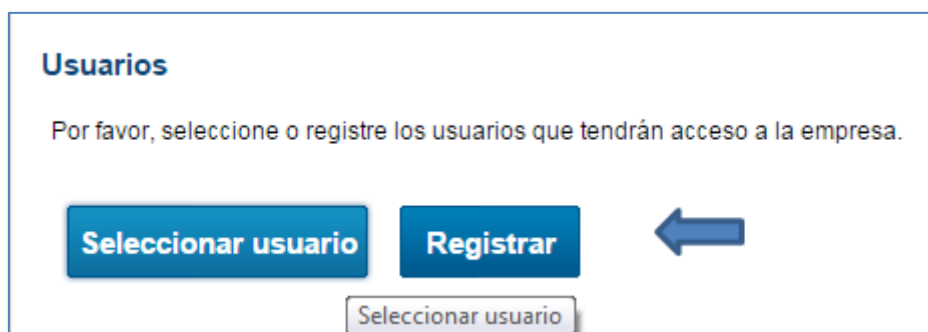 Usuarios
Por favor, seleccione o registre los usuarios que tendrán acceso a la empresa.
Seleccionar usuario Registrar
Seleccionar usuario